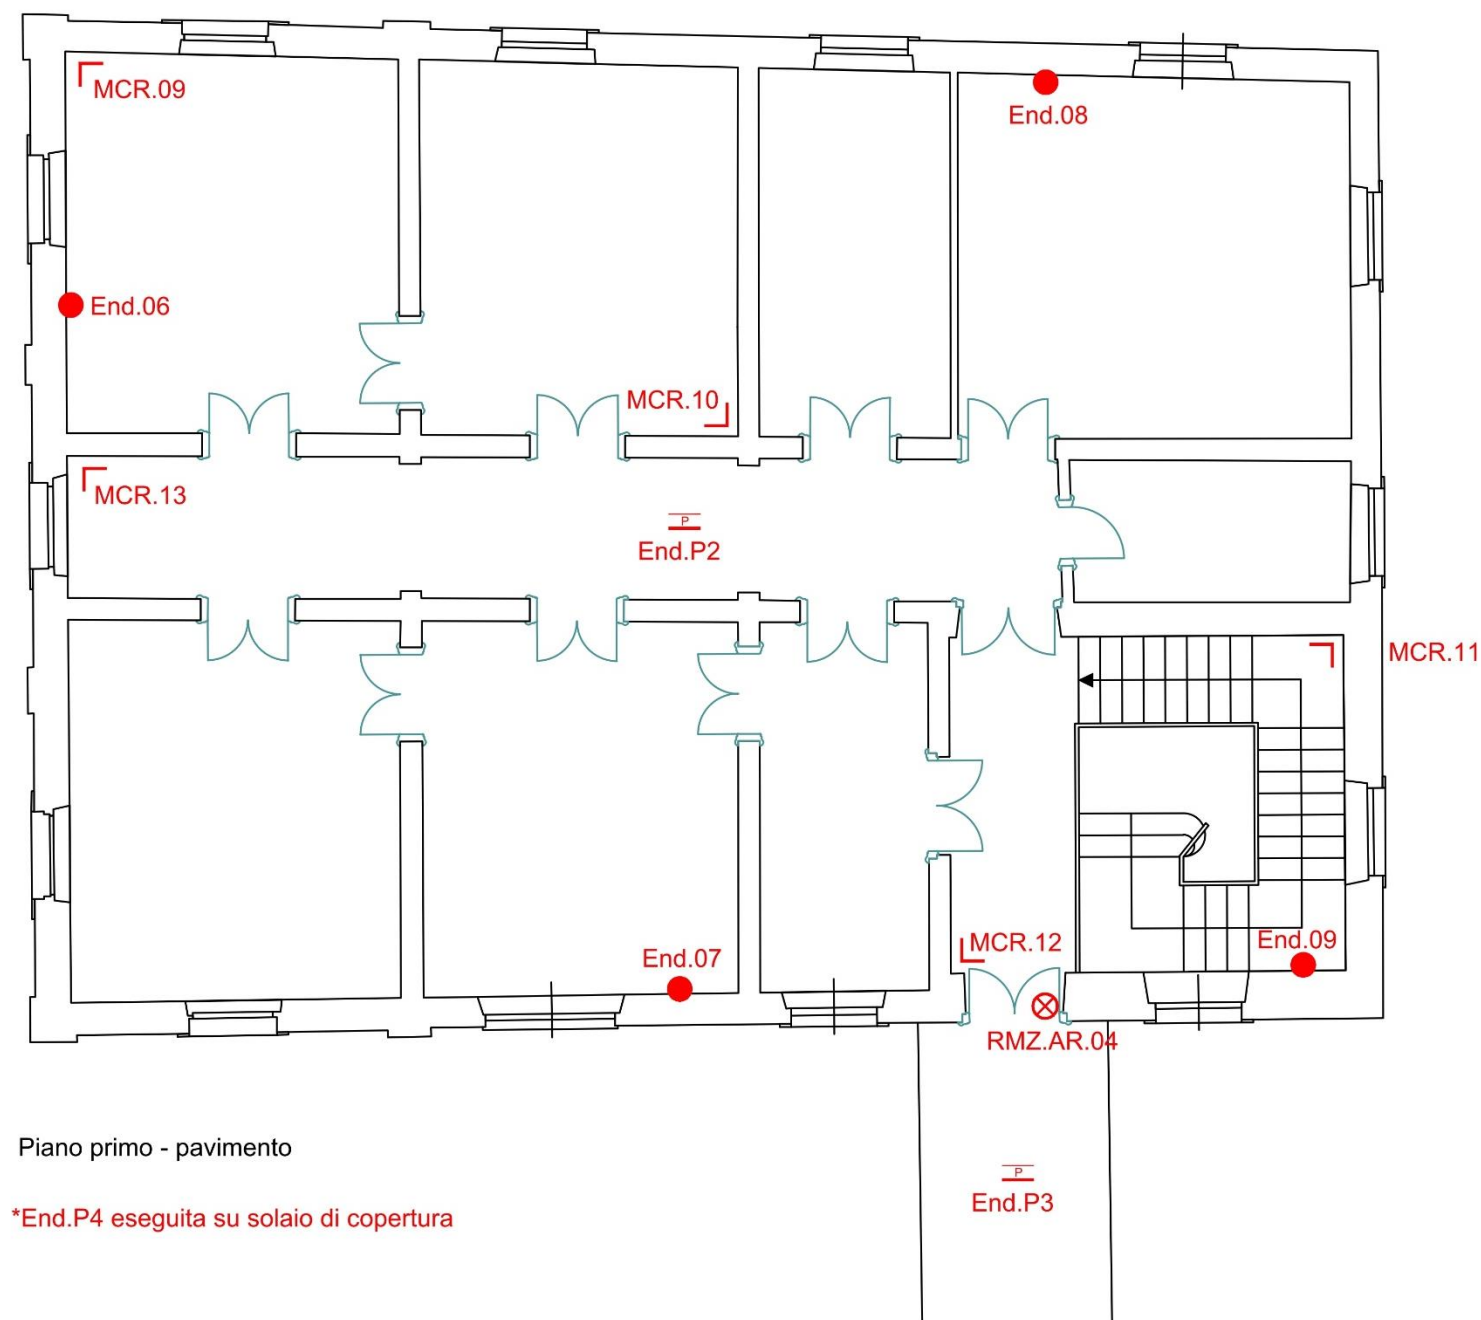 MCR.09
End.08
End.06
MCR.10
MCR.13
P
End.P2
MCR.11
MCR.12
End.07
End.09
RMZ.AR.04
Piano primo - pavimento
P
End.P3
*End.P4 eseguita su solaio di copertura